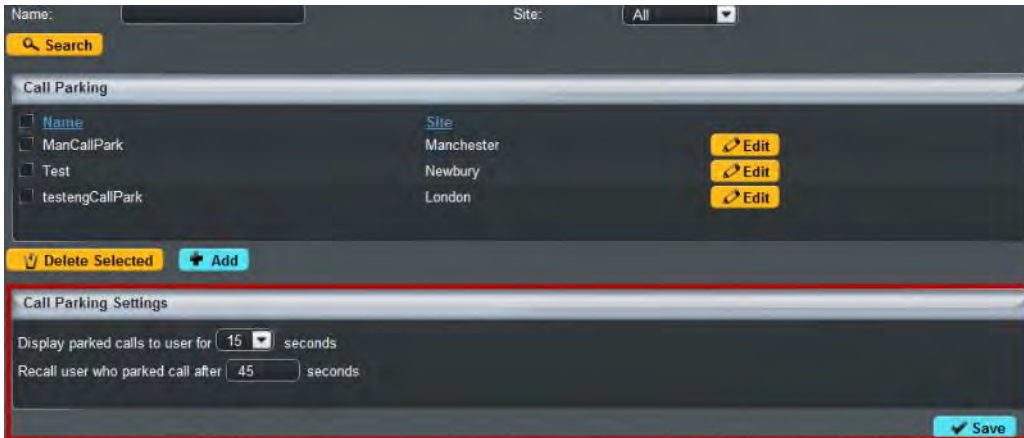 Name: Site: All
Search
Call Parking
Name Site
ManCallPark Manchester Edit
Test Newbury Edit
testengCallPark London Edit
Delete Selected Add
Call Parking Settings
Display parked calls to user for 15 seconds
Recall user who parked call after 45 seconds
Save